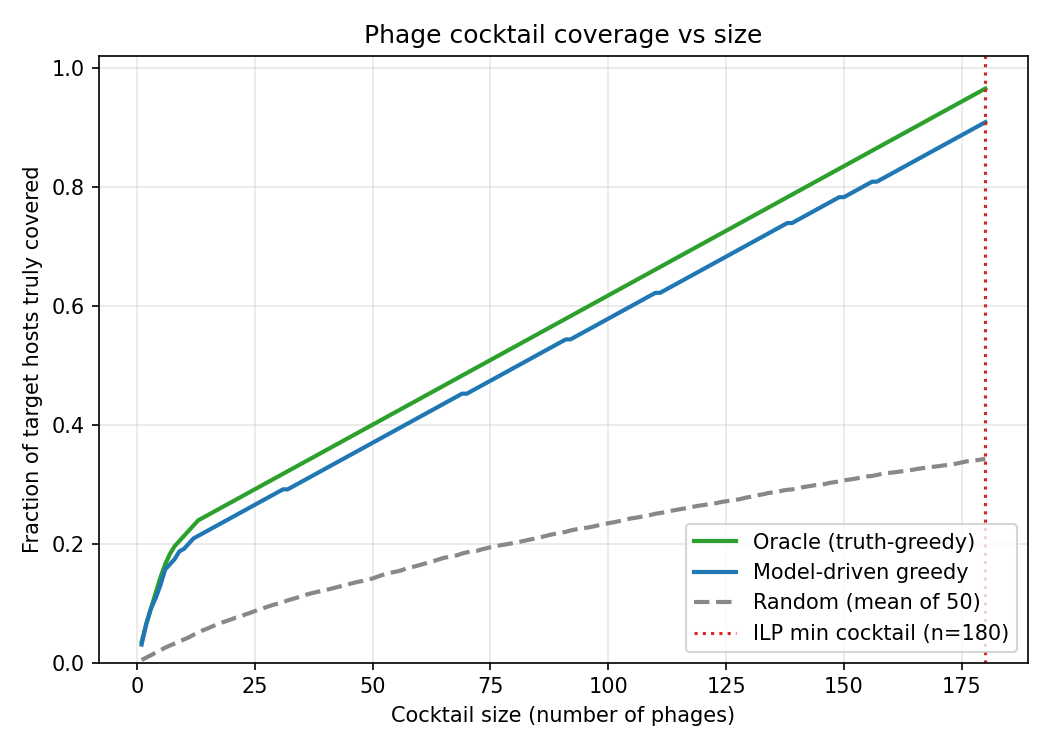 Phage cocktail coverage vs size
Fraction of target hosts truly covered
1.0
0.8
0.6
0.4
0.2
0.0
0 25 50 75 100 125 150 175
Cocktail size (number of phages)
Oracle (truth-greedy)
Model-driven greedy
Random (mean of 50)
ILP min cocktail (n=180)